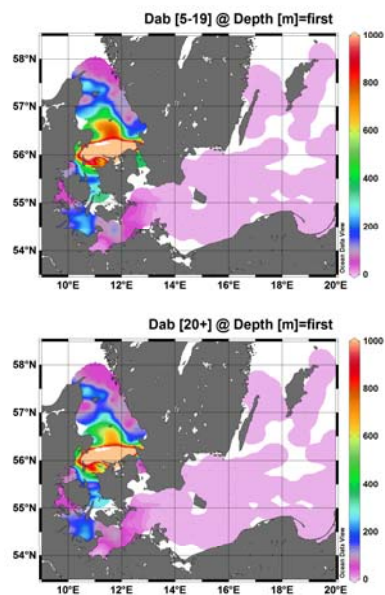 Dab [5-19] @ Depth [m]=first
58°N
57°N
56°N
55°N
54°N
10°E 12°E 14°E 16°E 18°E 20°E
1000
800
600
400
200
0
Ocean Data View
Dab [20+] @ Depth [m]=first
58°N
57°N
56°N
55°N
54°N
10°E 12°E 14°E 16°E 18°E 20°E
1000
800
600
400
200
0
Ocean Data View